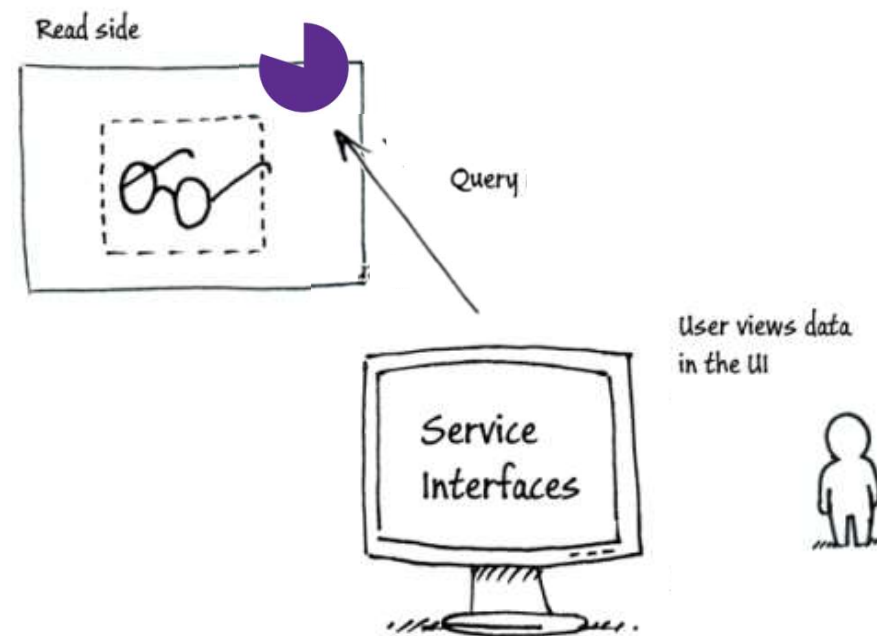 Read side
Query
User views data
in the UI
Service
Interfaces